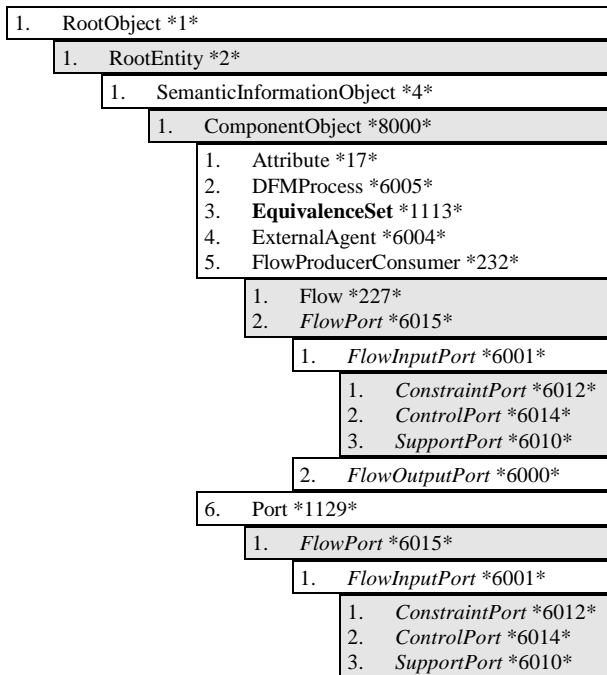 1. RootObject *1*
1. RootEntity *2*
1. SemanticInformationObject *4*
1. ComponentObject *8000*
1. Attribute *17*
2. DFMProcess *6005*
3. EquivalenceSet *1113*
4. ExternalAgent *6004*
5. FlowProducerConsumer *232*
1. Flow *227*
2. FlowPort *6015*
1. FlowInputPort *6001*
1. ConstraintPort *6012*
2. ControlPort *6014*
3. SupportPort *6010*
2. FlowOutputPort *6000*
6. Port *1129*
1. FlowPort *6015*
1. FlowInputPort *6001*
1. ConstraintPort *6012*
2. ControlPort *6014*
3. SupportPort *6010*